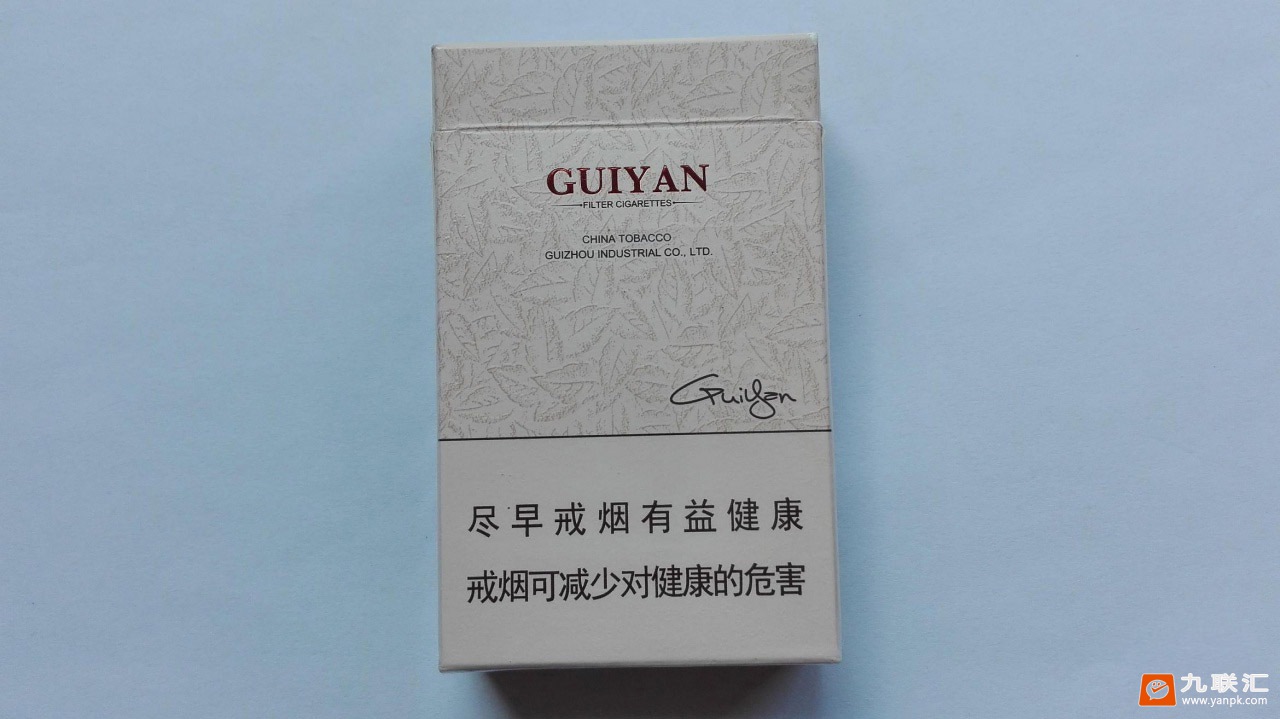 GUIYAN
FILTER CIGARETTES
CHINA TOBACCO
GUIZHOU INDUSTRIAL CO., LTD.
GuiYan
尽早戒烟有益健康
戒烟可减少对健康的危害
九联汇
www.yanpk.com